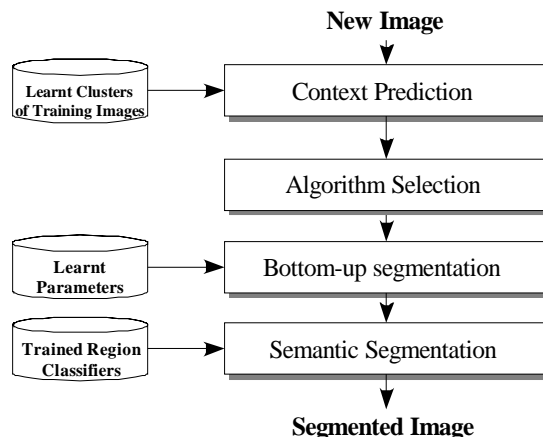 New Image
Learnt Clusters
of Training Images
Context Prediction
Algorithm Selection
Learnt
Parameters
Bottom-up segmentation
Trained Region
Classifiers
Semantic Segmentation
Segmented Image